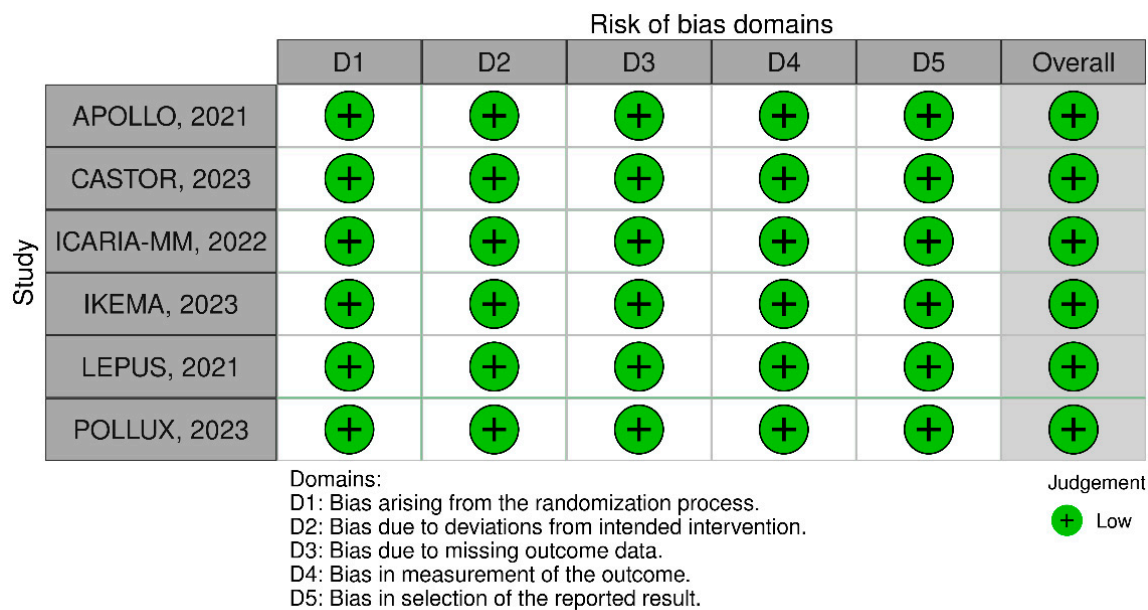 Risk of bias domains
D1 D2 D3 D4 D5 Overall
Study
APOLLO, 2021 + + + + + +
CASTOR, 2023 + + + + + +
ICARIA-MM, 2022 + + + + + +
IKEMA, 2023 + + + + + +
LEPUS, 2021 + + + + + +
POLLUX, 2023 + + + + + +
Domains:
D1: Bias arising from the randomization process.
D2: Bias due to deviations from intended intervention.
D3: Bias due to missing outcome data.
D4: Bias in measurement of the outcome.
D5: Bias in selection of the reported result.
Judgement
+ Low